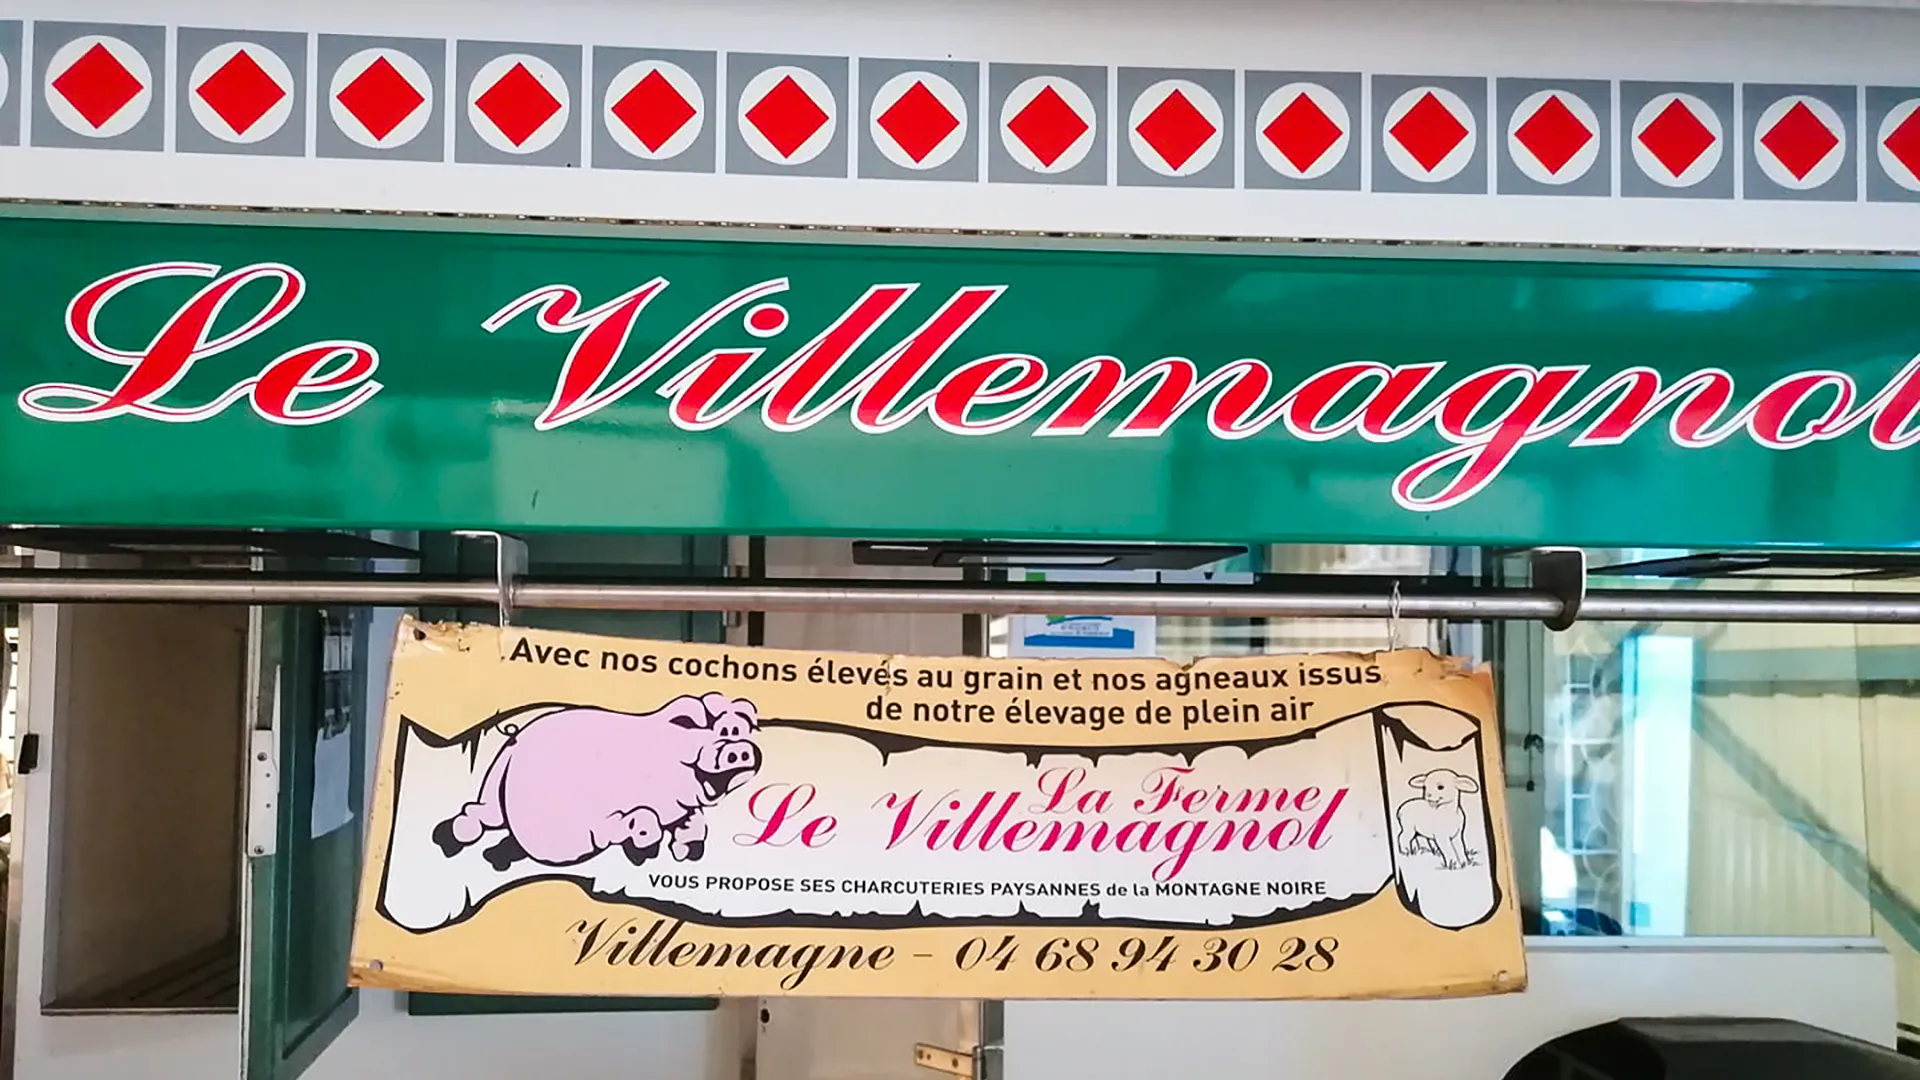 Le Villemagnol
Avec nos cochons élevés au grain et nos agneaux issus
de notre élevage de plein air
La Ferme
Le Villemagnol
VOUS PROPOSE SES CHARCUTERIES PAYSANNES de la MONTAGNE NOIRE
Villemagne - 04 68 94 30 28